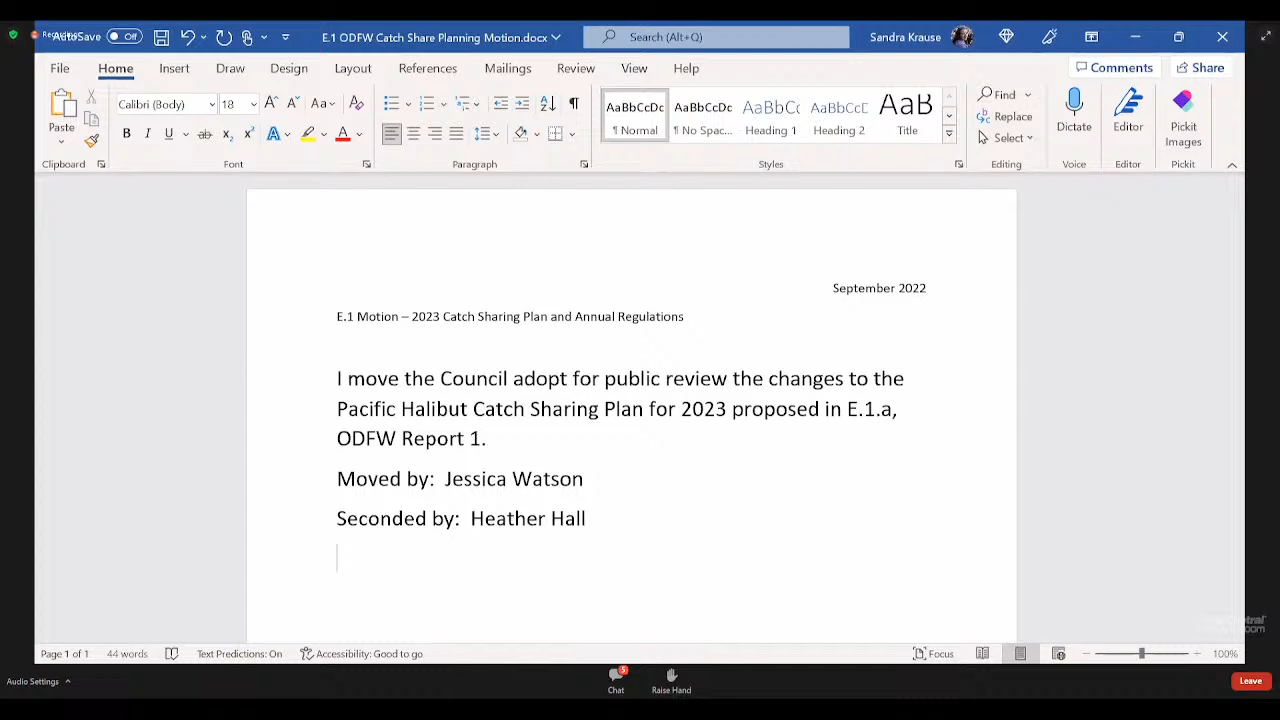 AutoSave Off E.1 ODFW Catch Share Planning Motion.docx Search (Alt+Q) Sandra Krause
File Home Insert Draw Design Layout References Mailings Review View Help Comments Share
Calibri (Body) 18 Aa
Paste
B I U ab x₂ x² A A
AaBbCcDc AaBbCcDc AaBbCc AaBbCcD AaB
¶ Normal ¶ No Spac... Heading 1 Heading 2 Title
Find
Replace
Select
Dictate Editor Pickit Images
Clipboard Font Paragraph Styles Editing Voice Editor Pickit
September 2022
E.1 Motion – 2023 Catch Sharing Plan and Annual Regulations
I move the Council adopt for public review the changes to the
Pacific Halibut Catch Sharing Plan for 2023 proposed in E.1.a,
ODFW Report 1.
Moved by: Jessica Watson
Seconded by: Heather Hall
Page 1 of 1 44 words Text Predictions: On Accessibility: Good to go Focus 100%
Audio Settings 5 Chat Raise Hand Leave